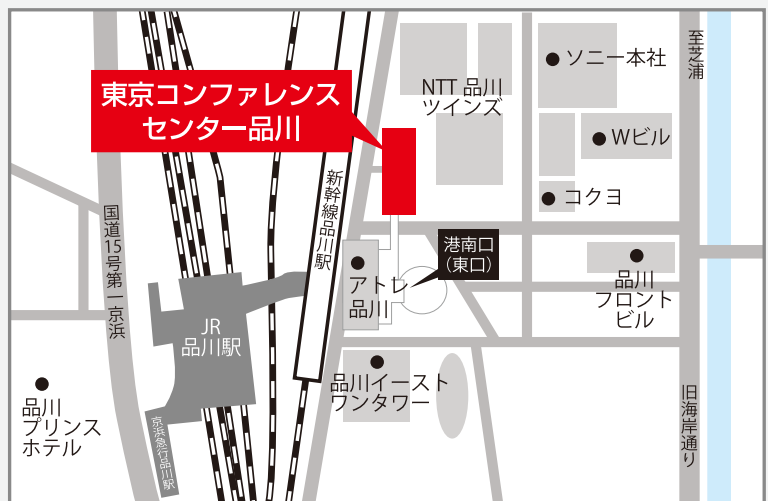 東京コンファレンス
センター品川
NTT 品川
ツインズ
ソニー本社
至芝浦
Wビル
コクヨ
新幹線品川駅
国道15号第一京浜
港南口
（東口）
アトレ
品川
品川
フロント
ビル
JR
品川駅
品川イースト
ワンタワー
品川
プリンス
ホテル
京浜急行品川駅
旧海岸通り